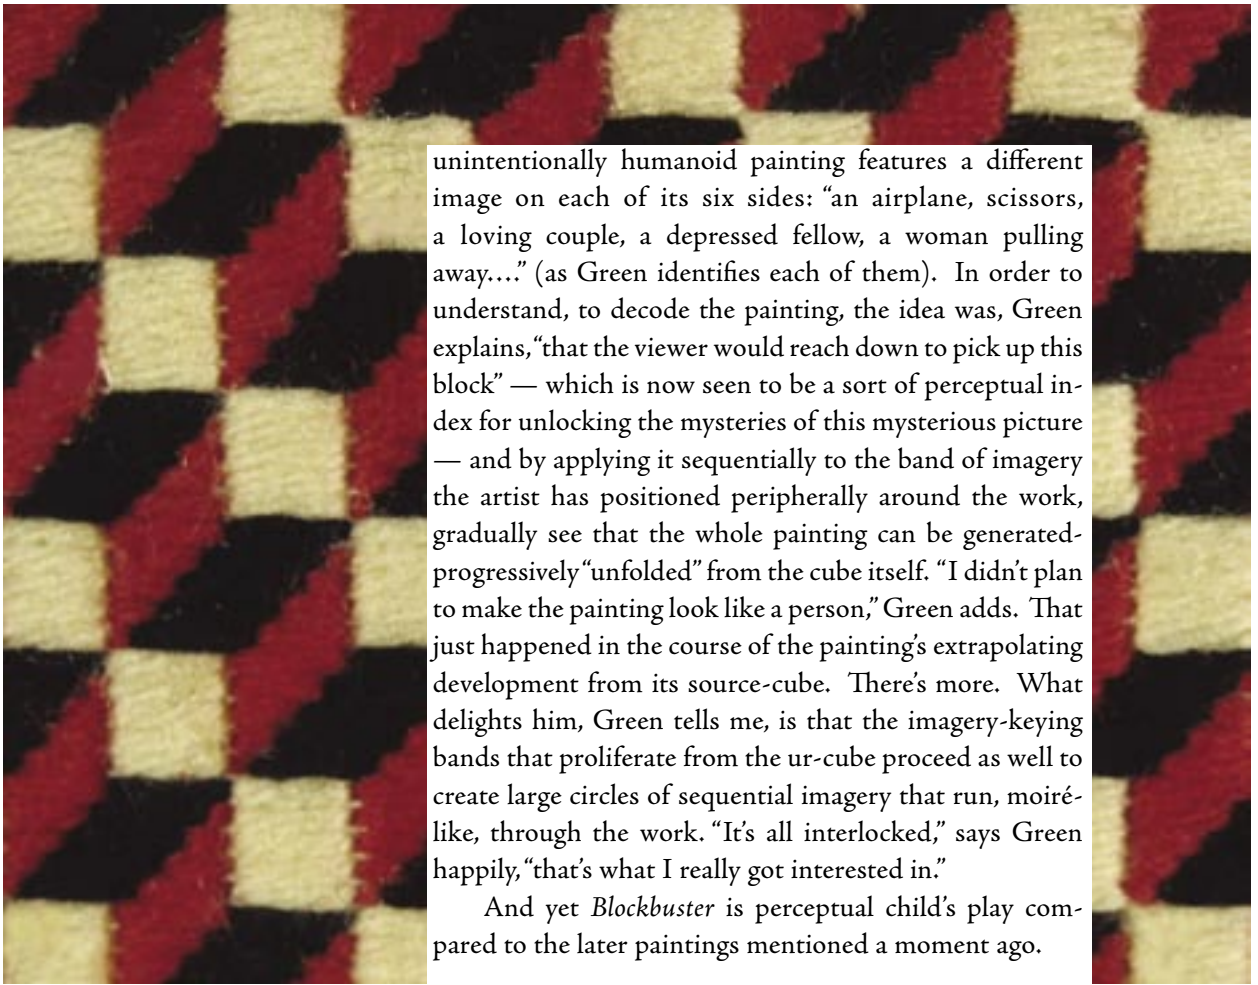 unintentionally humanoid painting features a different
image on each of its six sides: “an airplane, scissors,
a loving couple, a depressed fellow, a woman pulling
away....” (as Green identifies each of them).  In order to
understand, to decode the painting, the idea was, Green
explains,“that the viewer would reach down to pick up this
block” — which is now seen to be a sort of perceptual in-
dex for unlocking the mysteries of this mysterious picture
— and by applying it sequentially to the band of imagery
the artist has positioned peripherally around the work,
gradually see that the whole painting can be generated-
progressively“unfolded” from the cube itself. “I didn’t plan
to make the painting look like a person,” Green adds.  That
just happened in the course of the painting’s extrapolating
development from its source-cube.  There’s more.  What
delights him, Green tells me, is that the imagery-keying
bands that proliferate from the ur-cube proceed as well to
create large circles of sequential imagery that run, moiré-
like, through the work. “It’s all interlocked,” says Green
happily,“that’s what I really got interested in.”
And yet Blockbuster is perceptual child’s play com-
pared to the later paintings mentioned a moment ago.